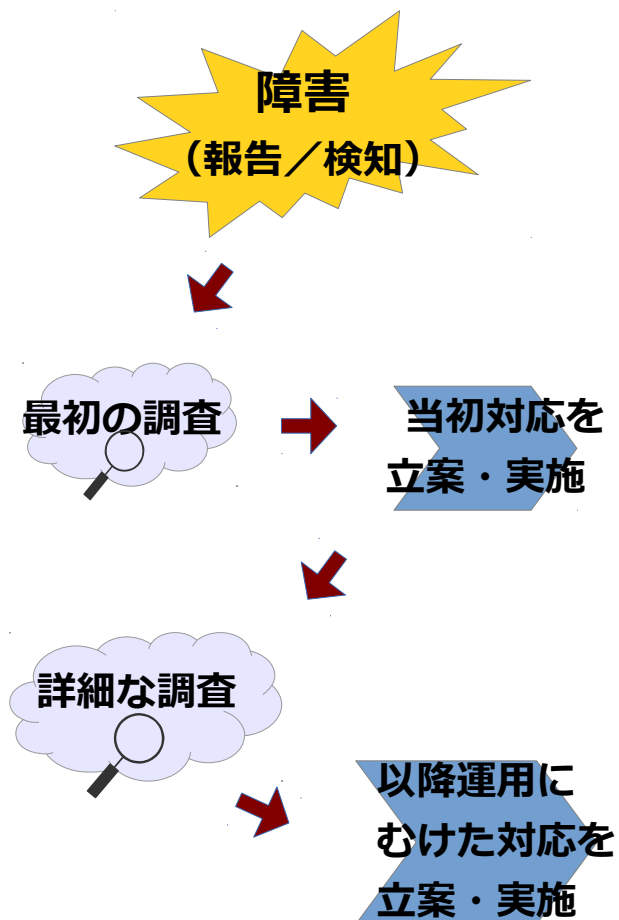 障害
（報告／検知）
最初の調査
当初対応を
立案・実施
詳細な調査
以降運用に
むけた対応を
立案・実施